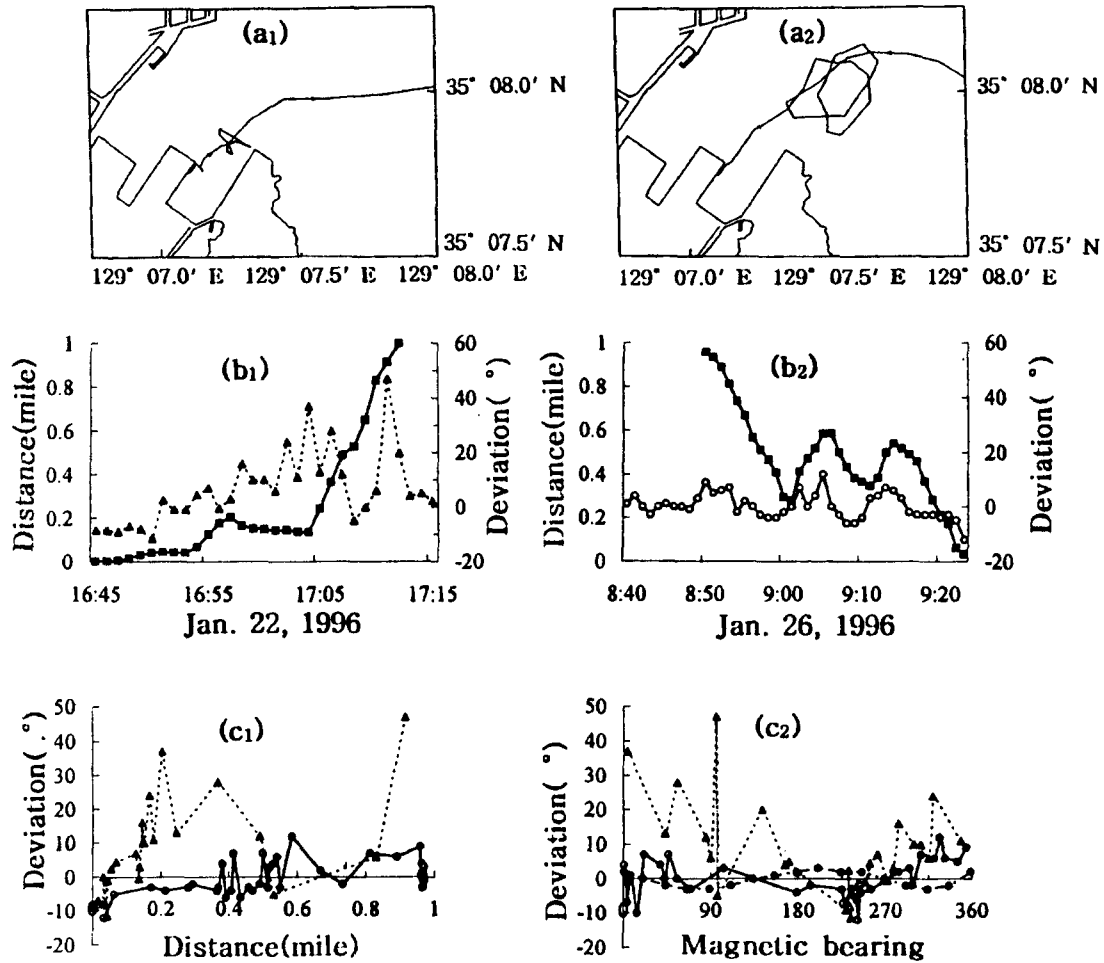 (a1)
35° 08.0′ N
35° 07.5′ N
129° 07.0′ E 129° 07.5′ E 129° 08.0′ E
(a2)
35° 08.0′ N
35° 07.5′ N
129° 07.0′ E 129° 07.5′ E 129° 08.0′ E
(b1)
Distance(mile)
1
0.8
0.6
0.4
0.2
0
60
40
20
0
-20
Deviation( °)
16:45 16:55 17:05 17:15
Jan. 22, 1996
(b2)
Distance(mile)
1
0.8
0.6
0.4
0.2
0
60
40
20
0
-20
Deviation( °)
8:40 8:50 9:00 9:10 9:20
Jan. 26, 1996
(c1)
Deviation( .°)
50
40
30
20
10
0
-10
-20
0 0.2 0.4 0.6 0.8 1
Distance(mile)
(c2)
Deviation( °)
50
40
30
20
10
0
-10
-20
90 180 270 360
Magnetic bearing